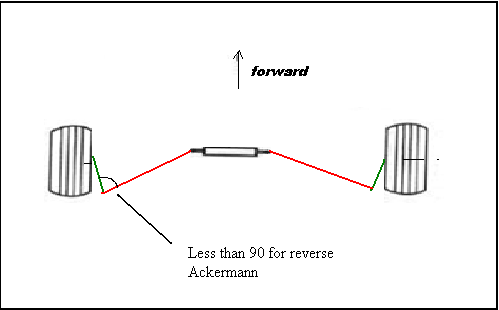 forward
Less than 90 for reverse
Ackermann